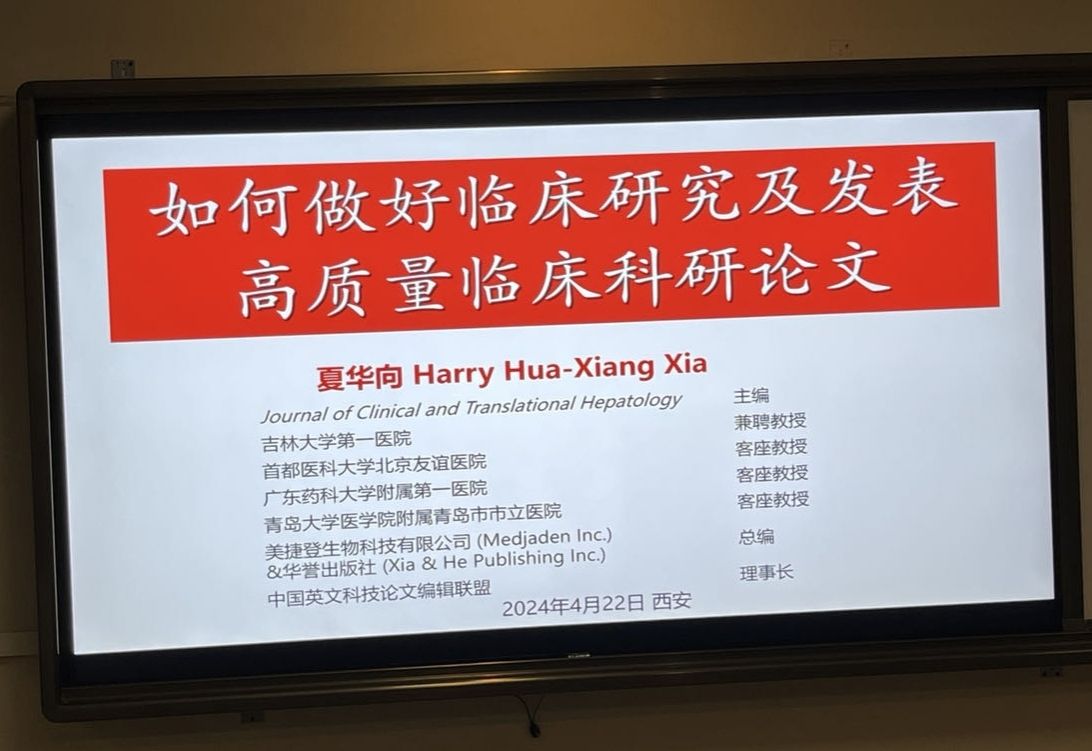 如何做好临床研究及发表
高质量临床科研论文
夏华向 Harry Hua-Xiang Xia
Journal of Clinical and Translational Hepatology 主编
吉林大学第一医院 兼聘教授
首都医科大学北京友谊医院 客座教授
广东药科大学附属第一医院 客座教授
青岛大学医学院附属青岛市市立医院 客座教授
美捷登生物科技有限公司 (Medjaden Inc.)
&华誉出版社 (Xia & He Publishing Inc.) 总编
中国英文科技论文编辑联盟 理事长
2024年4月22日 西安